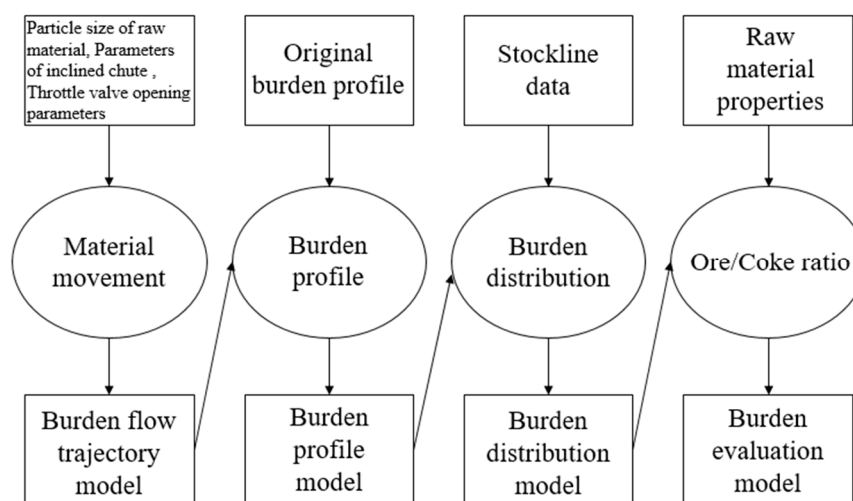 Particle size of raw
material, Parameters
of inclined chute ,
Throttle valve opening
parameters
Original
burden profile
Stockline
data
Raw
material
properties
Material
movement
Burden
profile
Burden
distribution
Ore/Coke ratio
Burden flow
trajectory
model
Burden
profile
model
Burden
distribution
model
Burden
evaluation
model